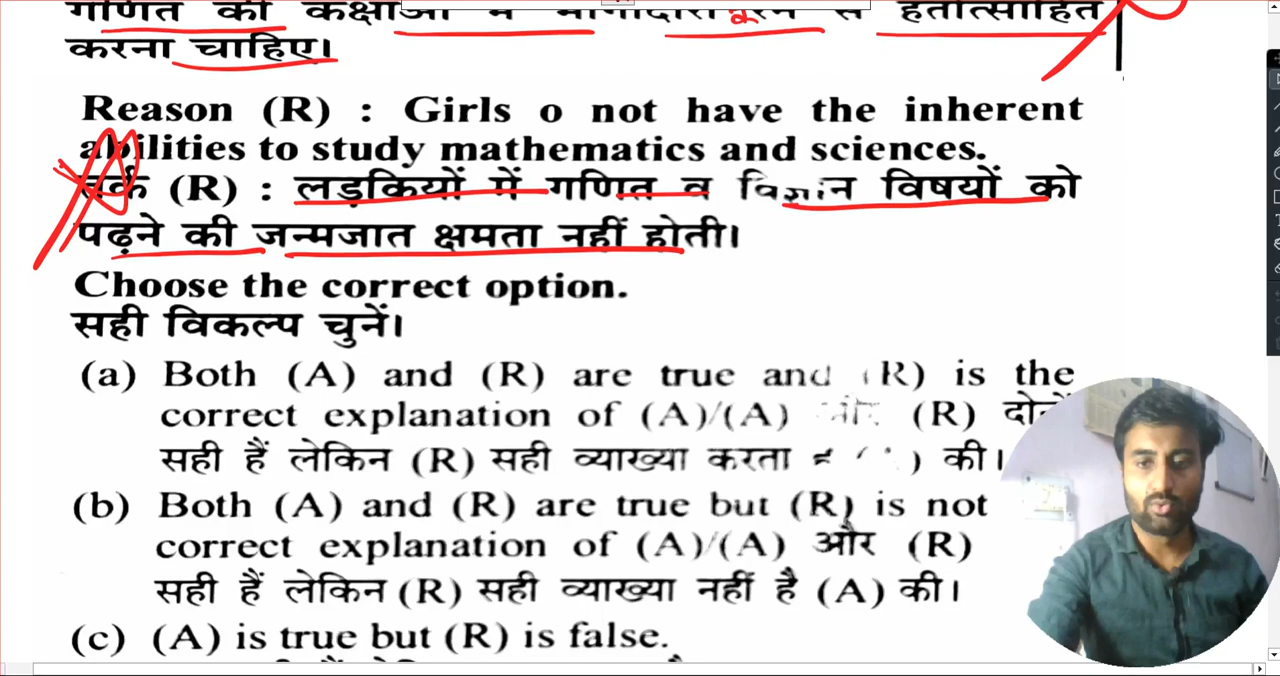 गणित की कक्षाओं में भागीदारी से हतोत्साहित
करना चाहिए।
Reason (R) : Girls o not have the inherent
abilities to study mathematics and sciences.
तर्क (R) : लड़कियों में गणित व विज्ञान विषयों को
पढ़ने की जन्मजात क्षमता नहीं होती।
Choose the correct option.
सही विकल्प चुनें।
(a) Both (A) and (R) are true and (R) is the
correct explanation of (A)/(A) और (R) दोनों
सही हैं लेकिन (R) सही व्याख्या करता की।
(b) Both (A) and (R) are true but (R) is not
correct explanation of (A)/(A) और (R)
सही हैं लेकिन (R) सही व्याख्या नहीं है (A) की।
(c) (A) is true but (R) is false.